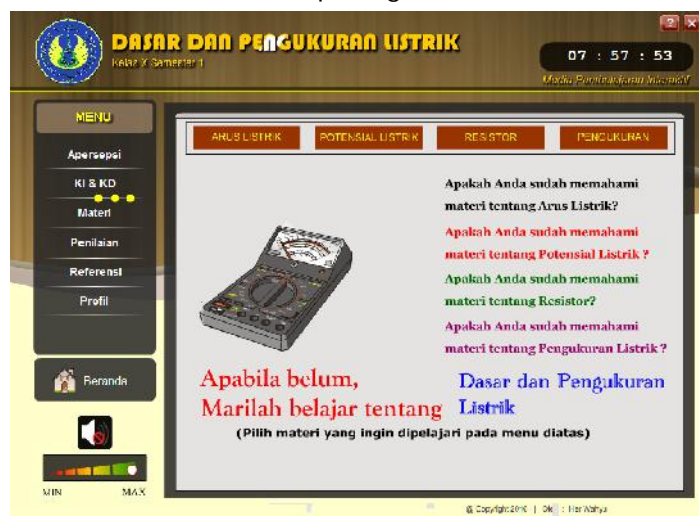 DASAR DAN PENGUKURAN LISTRIK
Kelas X Semester 1
07 : 57 : 53
Media Pembelajaran Interaktif
MENU
Apersepsi
KI & KD
Materi
Penilaian
Referensi
Profil
Beranda
MIN MAX
ARUS LISTRIK POTENSIAL LISTRIK RESISTOR PENGUKURAN
Apakah Anda sudah memahami
materi tentang Arus Listrik?
Apakah Anda sudah memahami
materi tentang Potensial Listrik ?
Apakah Anda sudah memahami
materi tentang Resistor?
Apakah Anda sudah memahami
materi tentang Pengukuran Listrik ?
Apabila belum,
Marilah belajar tentang
Dasar dan Pengukuran
Listrik
(Pilih materi yang ingin dipelajari pada menu diatas)
@ Copyright | : Her Wahyu